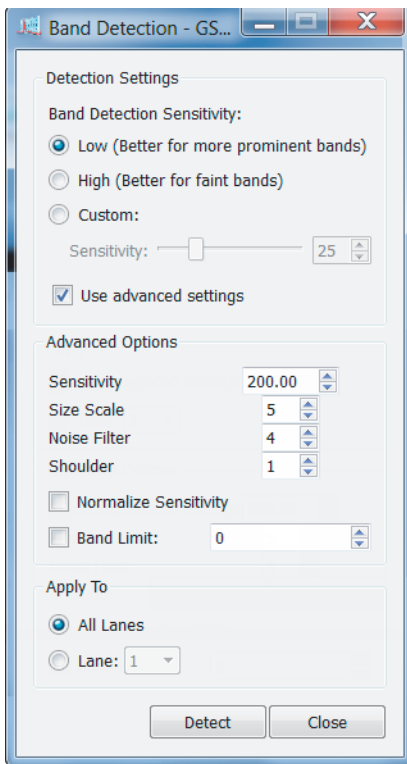 Band Detection - GS...
Detection Settings
Band Detection Sensitivity:
Low (Better for more prominent bands)
High (Better for faint bands)
Custom:
Sensitivity: 25
Use advanced settings
Advanced Options
Sensitivity 200.00
Size Scale 5
Noise Filter 4
Shoulder 1
Normalize Sensitivity
Band Limit: 0
Apply To
All Lanes
Lane: 1
Detect Close